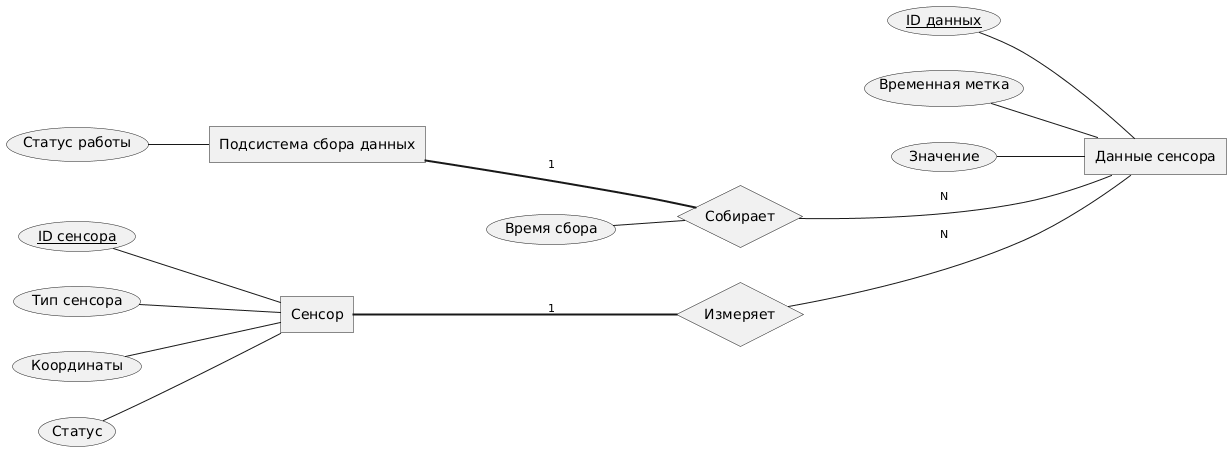 ID данных
Временная метка
Статус работы
Подсистема сбора данных
1
Значение
Данные сенсора
N
Собирает
Время сбора
ID сенсора
N
Тип сенсора
Сенсор
1
Измеряет
Координаты
Статус